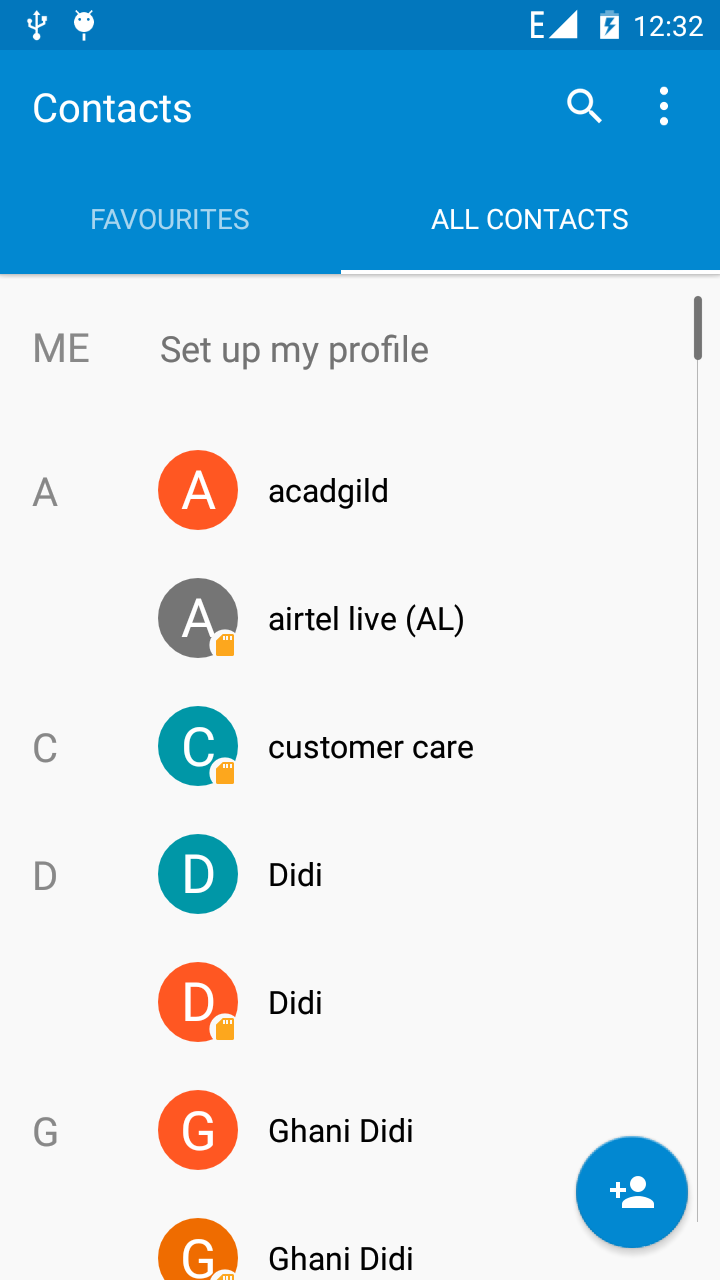 E 12:32
Contacts
FAVOURITES ALL CONTACTS
ME Set up my profile
A A acadgild
A airtel live (AL)
C C customer care
D D Didi
D Didi
G G Ghani Didi
G Ghani Didi